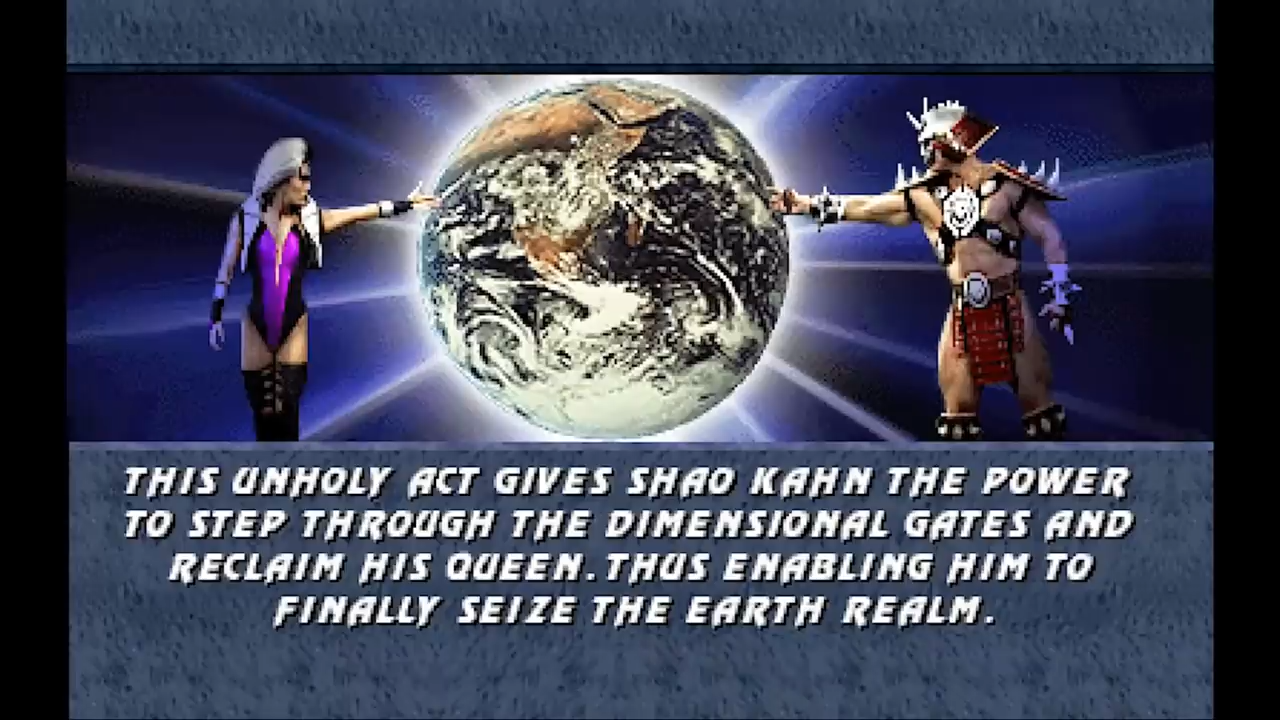 THIS UNHOLY ACT GIVES SHAO KAHN THE POWER
TO STEP THROUGH THE DIMENSIONAL GATES AND
RECLAIM HIS QUEEN. THUS ENABLING HIM TO
FINALLY SEIZE THE EARTH REALM.